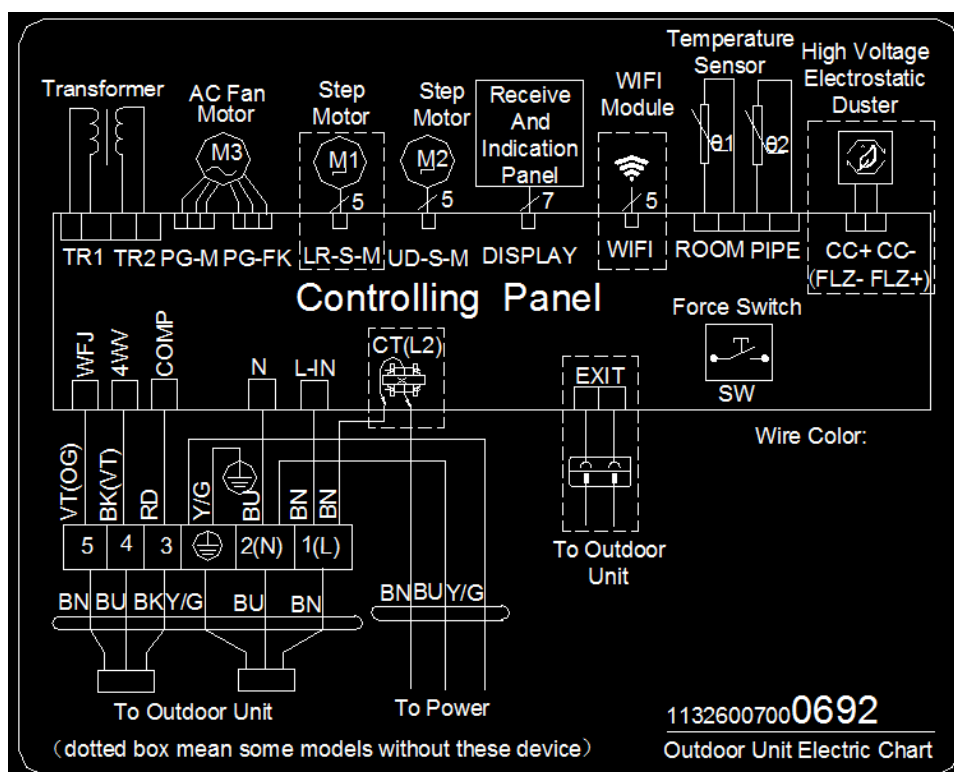 Transformer
AC Fan
Motor
Step
Motor
Step
Motor
Receive
And
Indication
Panel
WIFI
Module
Temperature
Sensor
High Voltage
Electrostatic
Duster
M3
M1
M2
θ1
θ2
5
5
7
5
TR1 TR2 PG-M PG-FK LR-S-M UD-S-M DISPLAY WIFI ROOM PIPE CC+ CC-
(FLZ- FLZ+)
Controlling Panel
Force Switch
SW
WFJ
4WV
COMP
N
L-IN
CT(L2)
EXIT
Wire Color:
VT(OG)
BK(VT)
RD
Y/G
BU
BN
BN
5 4 3 2(N) 1(L)
To Outdoor
Unit
BN BU BK Y/G BU BN
BN BU Y/G
To Outdoor Unit
To Power
11326007000692
(dotted box mean some models without these device)
Outdoor Unit Electric Chart